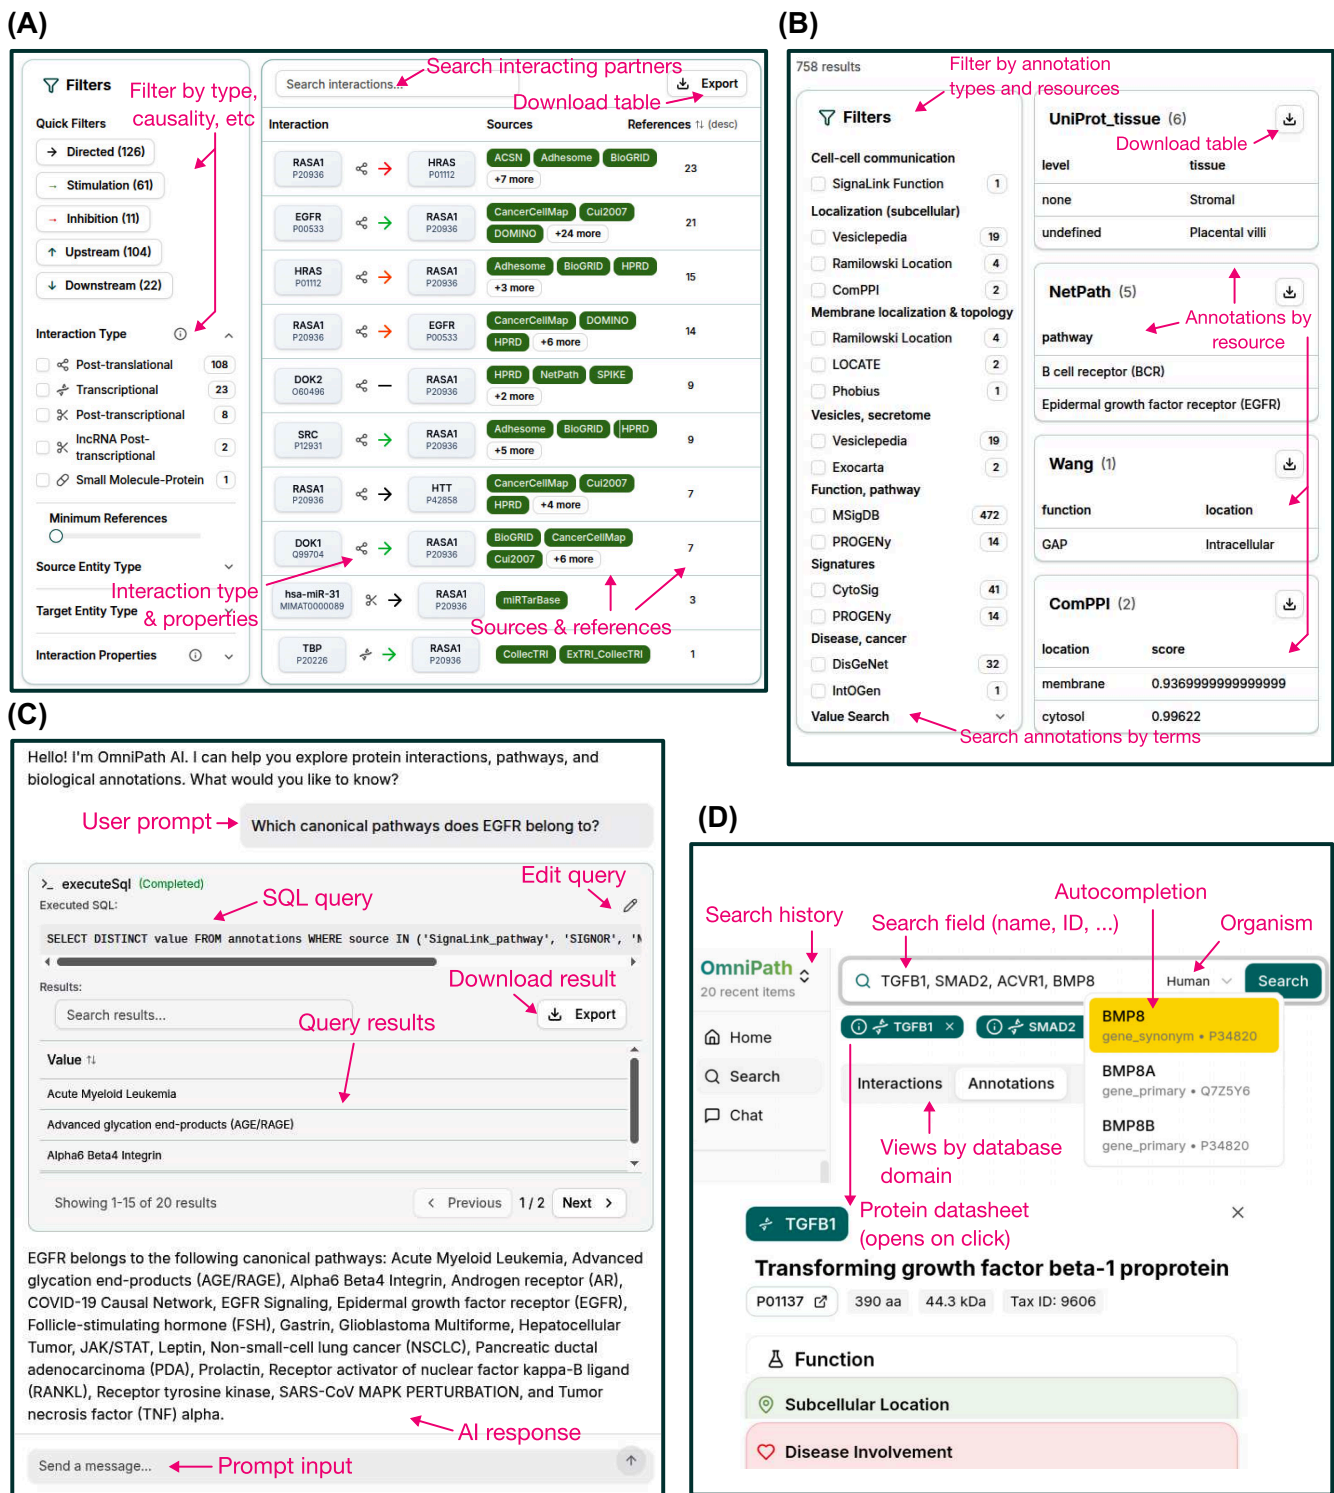 (A)
Filters
Filter by type,
causality, etc
Quick Filters
Directed (126)
Stimulation (61)
Inhibition (11)
Upstream (104)
Downstream (22)
Interaction Type
Post-translational 108
Transcriptional 23
Post-transcriptional 8
lncRNA Post-
transcriptional 2
Small Molecule-Protein 1
Minimum References
Source Entity Type
Target Entity Type
Interaction Properties
Interaction type
& properties
Search interactions...
Search interacting partners
Export
Download table
Interaction Sources References (desc)
RASA1 HRAS ACSN Adhesome BioGRID
P20936 P01112 +7 more 23
EGFR RASA1 CancerCellMap Cui2007
P00533 P20936 DOMINO +24 more 21
HRAS RASA1 Adhesome BioGRID HPRD
P01112 P20936 +3 more 15
RASA1 EGFR CancerCellMap DOMINO
P20936 P00533 HPRD +6 more 14
DOK2 RASA1 HPRD NetPath SPIKE
O60496 P20936 +2 more 9
SRC RASA1 Adhesome BioGRID HPRD
P12931 P20936 +5 more 9
RASA1 HTT CancerCellMap Cui2007
P20936 P42858 HPRD +4 more 7
DOK1 RASA1 BioGRID CancerCellMap
Q99704 P20936 Cui2007 +6 more 7
hsa-miR-31 RASA1 miRTarBase 3
MIMAT0000089 P20936
Sources & references
TBP RASA1 CollecTRI ExTRI_CollecTRI 1
P20226 P20936
(B)
758 results
Filter by annotation
types and resources
Filters
Cell-cell communication
SignaLink Function 1
Localization (subcellular)
Vesiclepedia 19
Ramilowski Location 4
ComPPI 2
Membrane localization & topology
Ramilowski Location 4
LOCATE 2
Phobius 1
Vesicles, secretome
Vesiclepedia 19
Exocarta 2
Function, pathway
MSigDB 472
PROGENy 14
Signatures
CytoSig 41
PROGENy 14
Disease, cancer
DisGeNet 32
IntOGen 1
Value Search
Search annotations by terms
UniProt_tissue (6)
Download table
level tissue
none Stromal
undefined Placental villi
NetPath (5)
Annotations by
resource
pathway
B cell receptor (BCR)
Epidermal growth factor receptor (EGFR)
Wang (1)
function location
GAP Intracellular
ComPPI (2)
location score
membrane 0.9369999999999999
cytosol 0.99622
(C)
Hello! I'm OmniPath AI. I can help you explore protein interactions, pathways, and
biological annotations. What would you like to know?
User prompt
Which canonical pathways does EGFR belong to?
>_ executeSql (Completed)
Edit query
Executed SQL:
SQL query
SELECT DISTINCT value FROM annotations WHERE source IN ('SignaLink_pathway', 'SIGNOR', '
Download result
Results:
Search results...
Export
Query results
Value
Acute Myeloid Leukemia
Advanced glycation end-products (AGE/RAGE)
Alpha6 Beta4 Integrin
Showing 1-15 of 20 results
Previous 1 / 2 Next
EGFR belongs to the following canonical pathways: Acute Myeloid Leukemia, Advanced
glycation end-products (AGE/RAGE), Alpha6 Beta4 Integrin, Androgen receptor (AR),
COVID-19 Causal Network, EGFR Signaling, Epidermal growth factor receptor (EGFR),
Follicle-stimulating hormone (FSH), Gastrin, Glioblastoma Multiforme, Hepatocellular
Tumor, JAK/STAT, Leptin, Non-small-cell lung cancer (NSCLC), Pancreatic ductal
adenocarcinoma (PDA), Prolactin, Receptor activator of nuclear factor kappa-B ligand
(RANKL), Receptor tyrosine kinase, SARS-CoV MAPK PERTURBATION, and Tumor
necrosis factor (TNF) alpha.
AI response
Send a message...
Prompt input
(D)
Autocompletion
Search history
Search field (name, ID, ...)
Organism
OmniPath
20 recent items
TGFB1, SMAD2, ACVR1, BMP8 Human Search
Home
Search
Chat
TGFB1 × SMAD2
Interactions Annotations
BMP8
gene_synonym • P34820
BMP8A
gene_primary • Q7Z5Y6
BMP8B
gene_primary • P34820
Views by database
domain
Protein datasheet
(opens on click)
TGFB1
Transforming growth factor beta-1 proprotein
P01137 390 aa 44.3 kDa Tax ID: 9606
Function
Subcellular Location
Disease Involvement